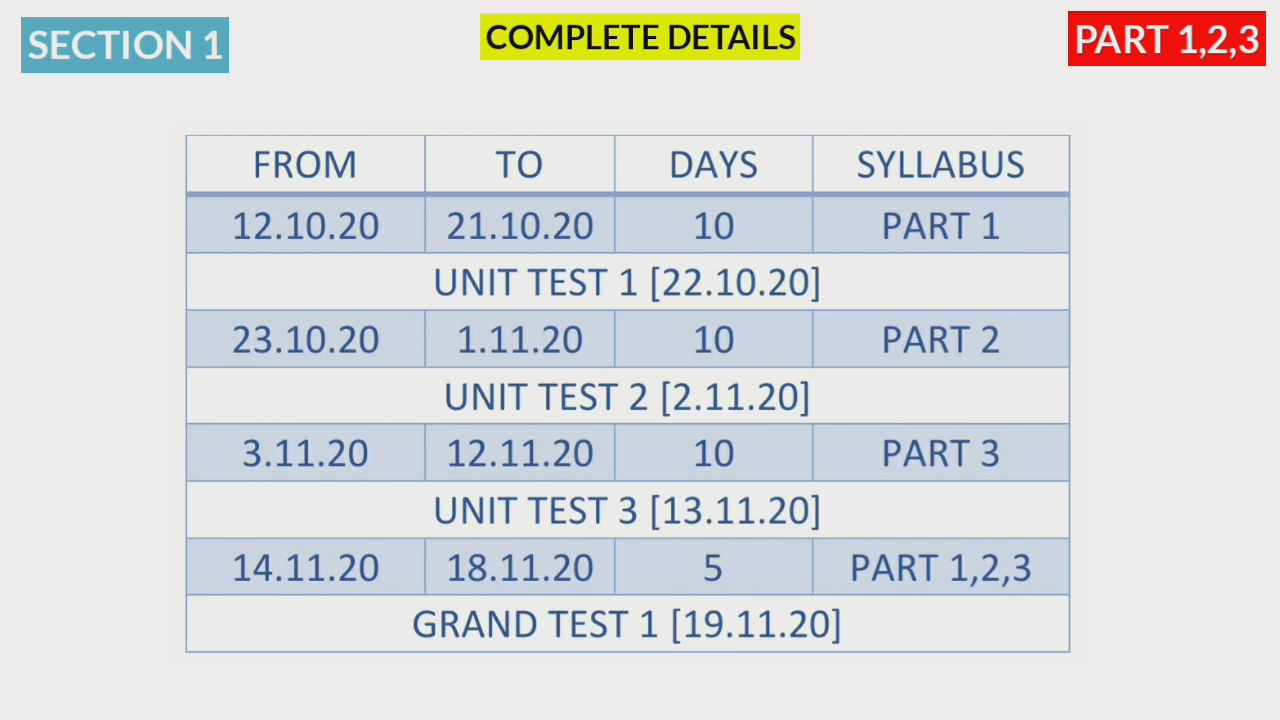 SECTION 1
COMPLETE DETAILS
PART 1,2,3
FROM TO DAYS SYLLABUS
12.10.20 21.10.20 10 PART 1
UNIT TEST 1 [22.10.20]
23.10.20 1.11.20 10 PART 2
UNIT TEST 2 [2.11.20]
3.11.20 12.11.20 10 PART 3
UNIT TEST 3 [13.11.20]
14.11.20 18.11.20 5 PART 1,2,3
GRAND TEST 1 [19.11.20]